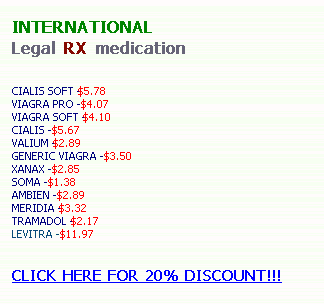 INTERNATIONAL
Legal RX medication
CIALIS SOFT $5.78
VIAGRA PRO -$4.07
VIAGRA SOFT $4.10
CIALIS -$5.67
VALIUM $2.89
GENERIC VIAGRA -$3.50
XANAX -$2.85
SOMA -$1.38
AMBIEN -$2.89
MERIDIA $3.32
TRAMADOL $2.17
LEVITRA -$11.97
CLICK HERE FOR 20% DISCOUNT!!!